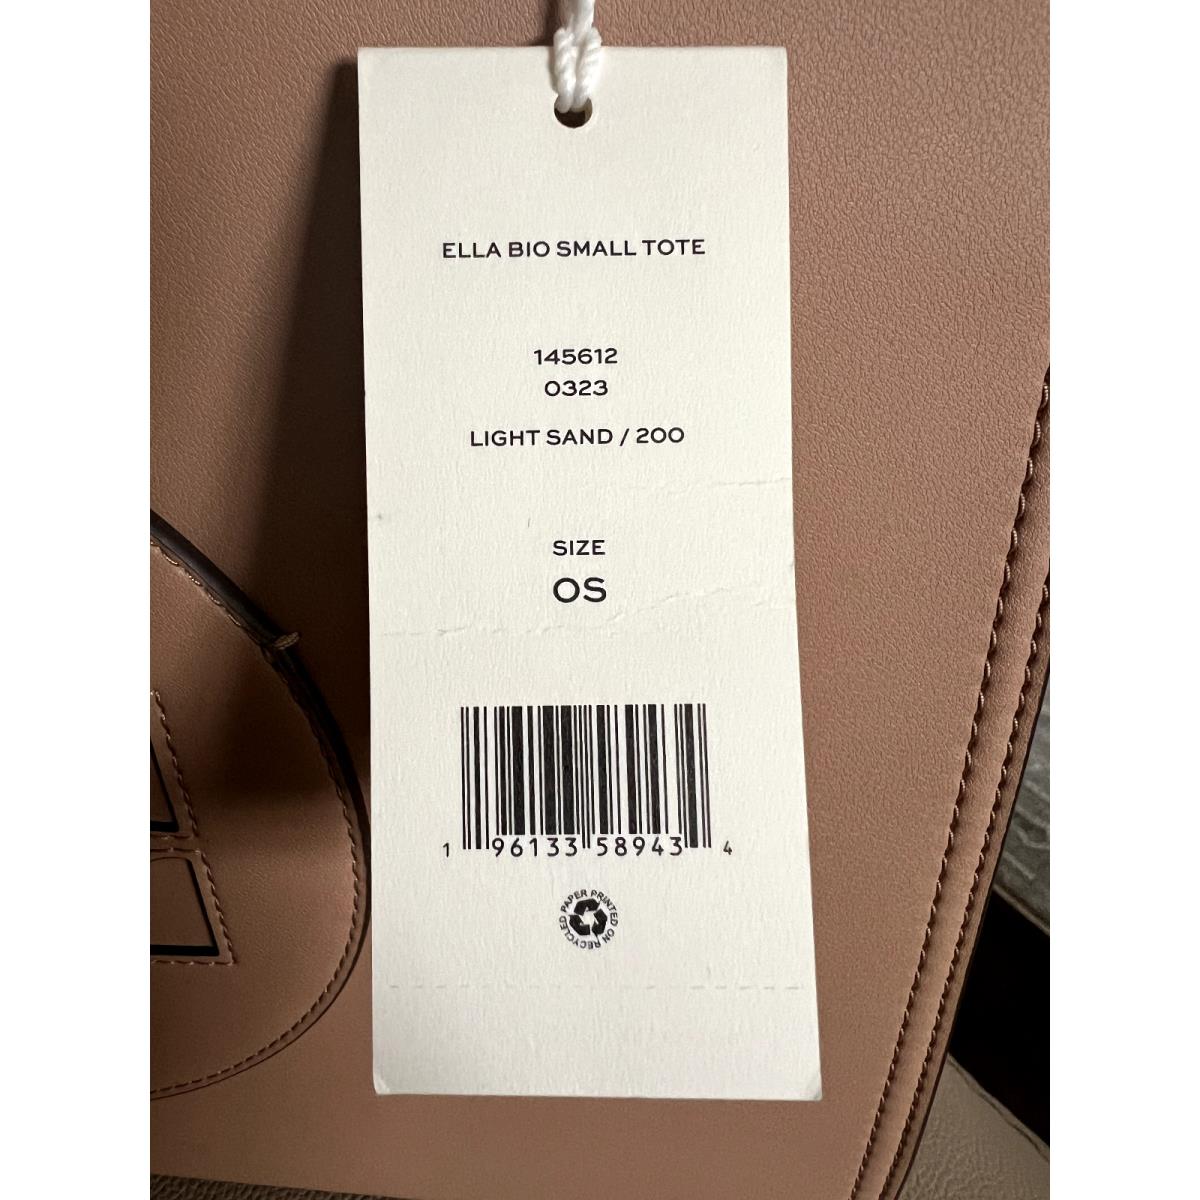 ELLA BIO SMALL TOTE
145612
0323
LIGHT SAND / 200
SIZE
OS
1 96133 58943 4
PAPER PRINTED ON RECYCLED